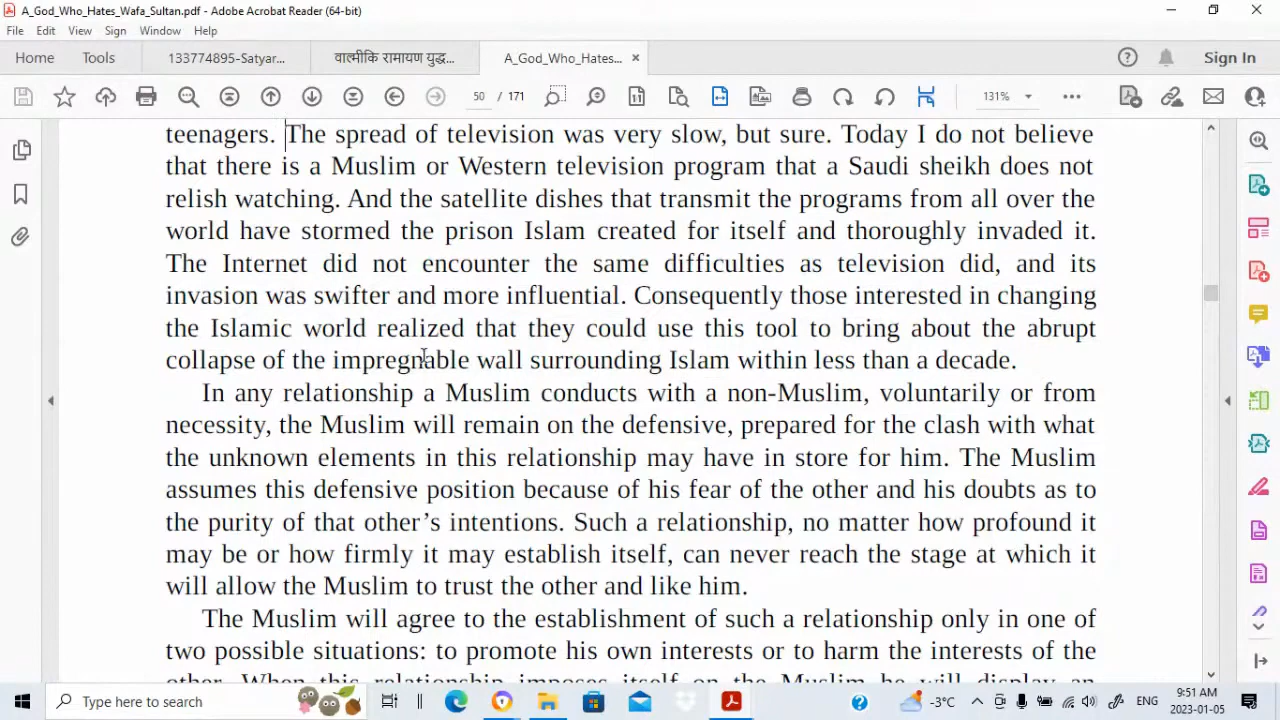 A_God_Who_Hates_Wafa_Sultan.pdf - Adobe Acrobat Reader (64-bit)
File Edit View Sign Window Help
Home Tools 133774895-Satyar... वाल्मीकि रामायण युद्ध... A_God_Who_Hates... × Sign In
50 / 171 131%
teenagers. The spread of television was very slow, but sure. Today I do not believe
that there is a Muslim or Western television program that a Saudi sheikh does not
relish watching. And the satellite dishes that transmit the programs from all over the
world have stormed the prison Islam created for itself and thoroughly invaded it.
The Internet did not encounter the same difficulties as television did, and its
invasion was swifter and more influential. Consequently those interested in changing
the Islamic world realized that they could use this tool to bring about the abrupt
collapse of the impregnable wall surrounding Islam within less than a decade.
In any relationship a Muslim conducts with a non-Muslim, voluntarily or from
necessity, the Muslim will remain on the defensive, prepared for the clash with what
the unknown elements in this relationship may have in store for him. The Muslim
assumes this defensive position because of his fear of the other and his doubts as to
the purity of that other's intentions. Such a relationship, no matter how profound it
may be or how firmly it may establish itself, can never reach the stage at which it
will allow the Muslim to trust the other and like him.
The Muslim will agree to the establishment of such a relationship only in one of
two possible situations: to promote his own interests or to harm the interests of the
other. When this relationship imposes itself on the Muslim he will display an
Type here to search -3°C ENG 9:51 AM
2023-01-05